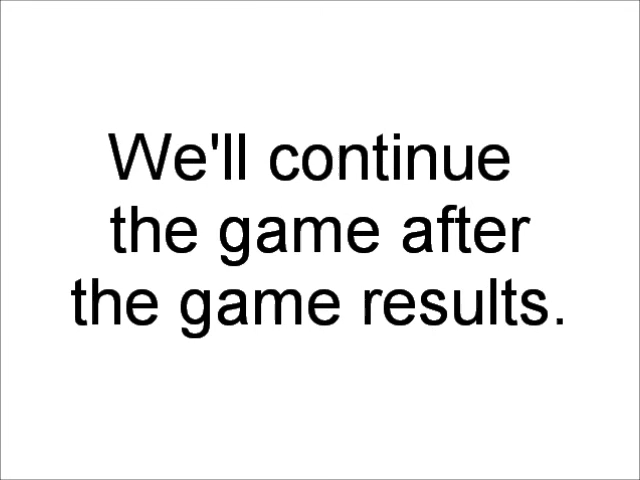 We'll continue
the game after
the game results.